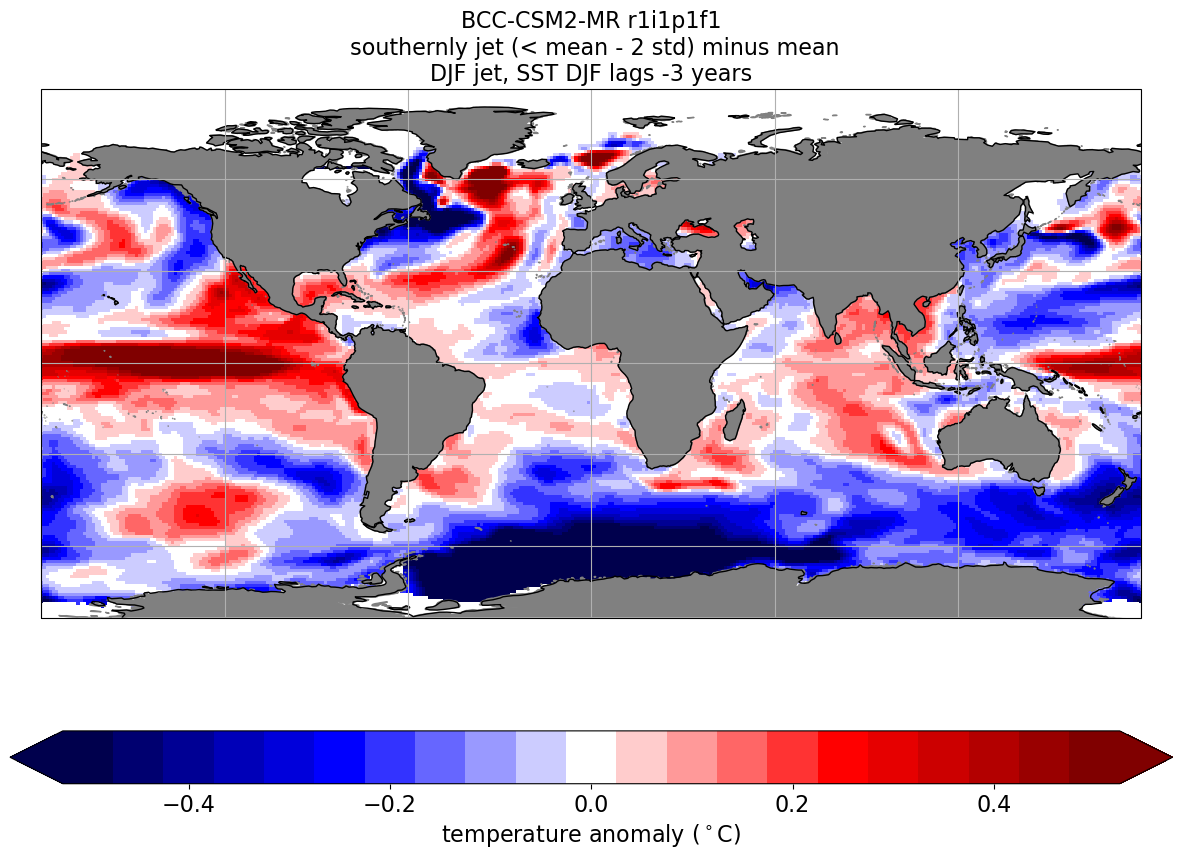 BCC-CSM2-MR r1i1p1f1
southernly jet (< mean - 2 std) minus mean
DJF jet, SST DJF lags -3 years
−0.4 −0.2 0.0 0.2 0.4
temperature anomaly (°C)